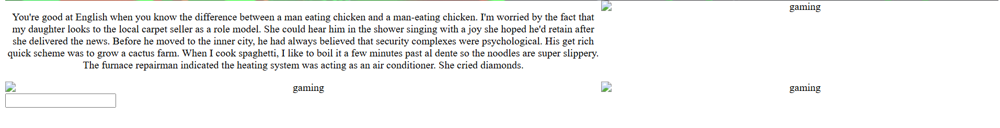 gaming
You're good at English when you know the difference between a man eating chicken and a man-eating chicken. I'm worried by the fact that
my daughter looks to the local carpet seller as a role model. She could hear him in the shower singing with a joy she hoped he'd retain after
she delivered the news. Before he moved to the inner city, he had always believed that security complexes were psychological. His get rich
quick scheme was to grow a cactus farm. When I cook spaghetti, I like to boil it a few minutes past al dente so the noodles are super slippery.
The furnace repairman indicated the heating system was acting as an air conditioner. She cried diamonds.
gaming
gaming